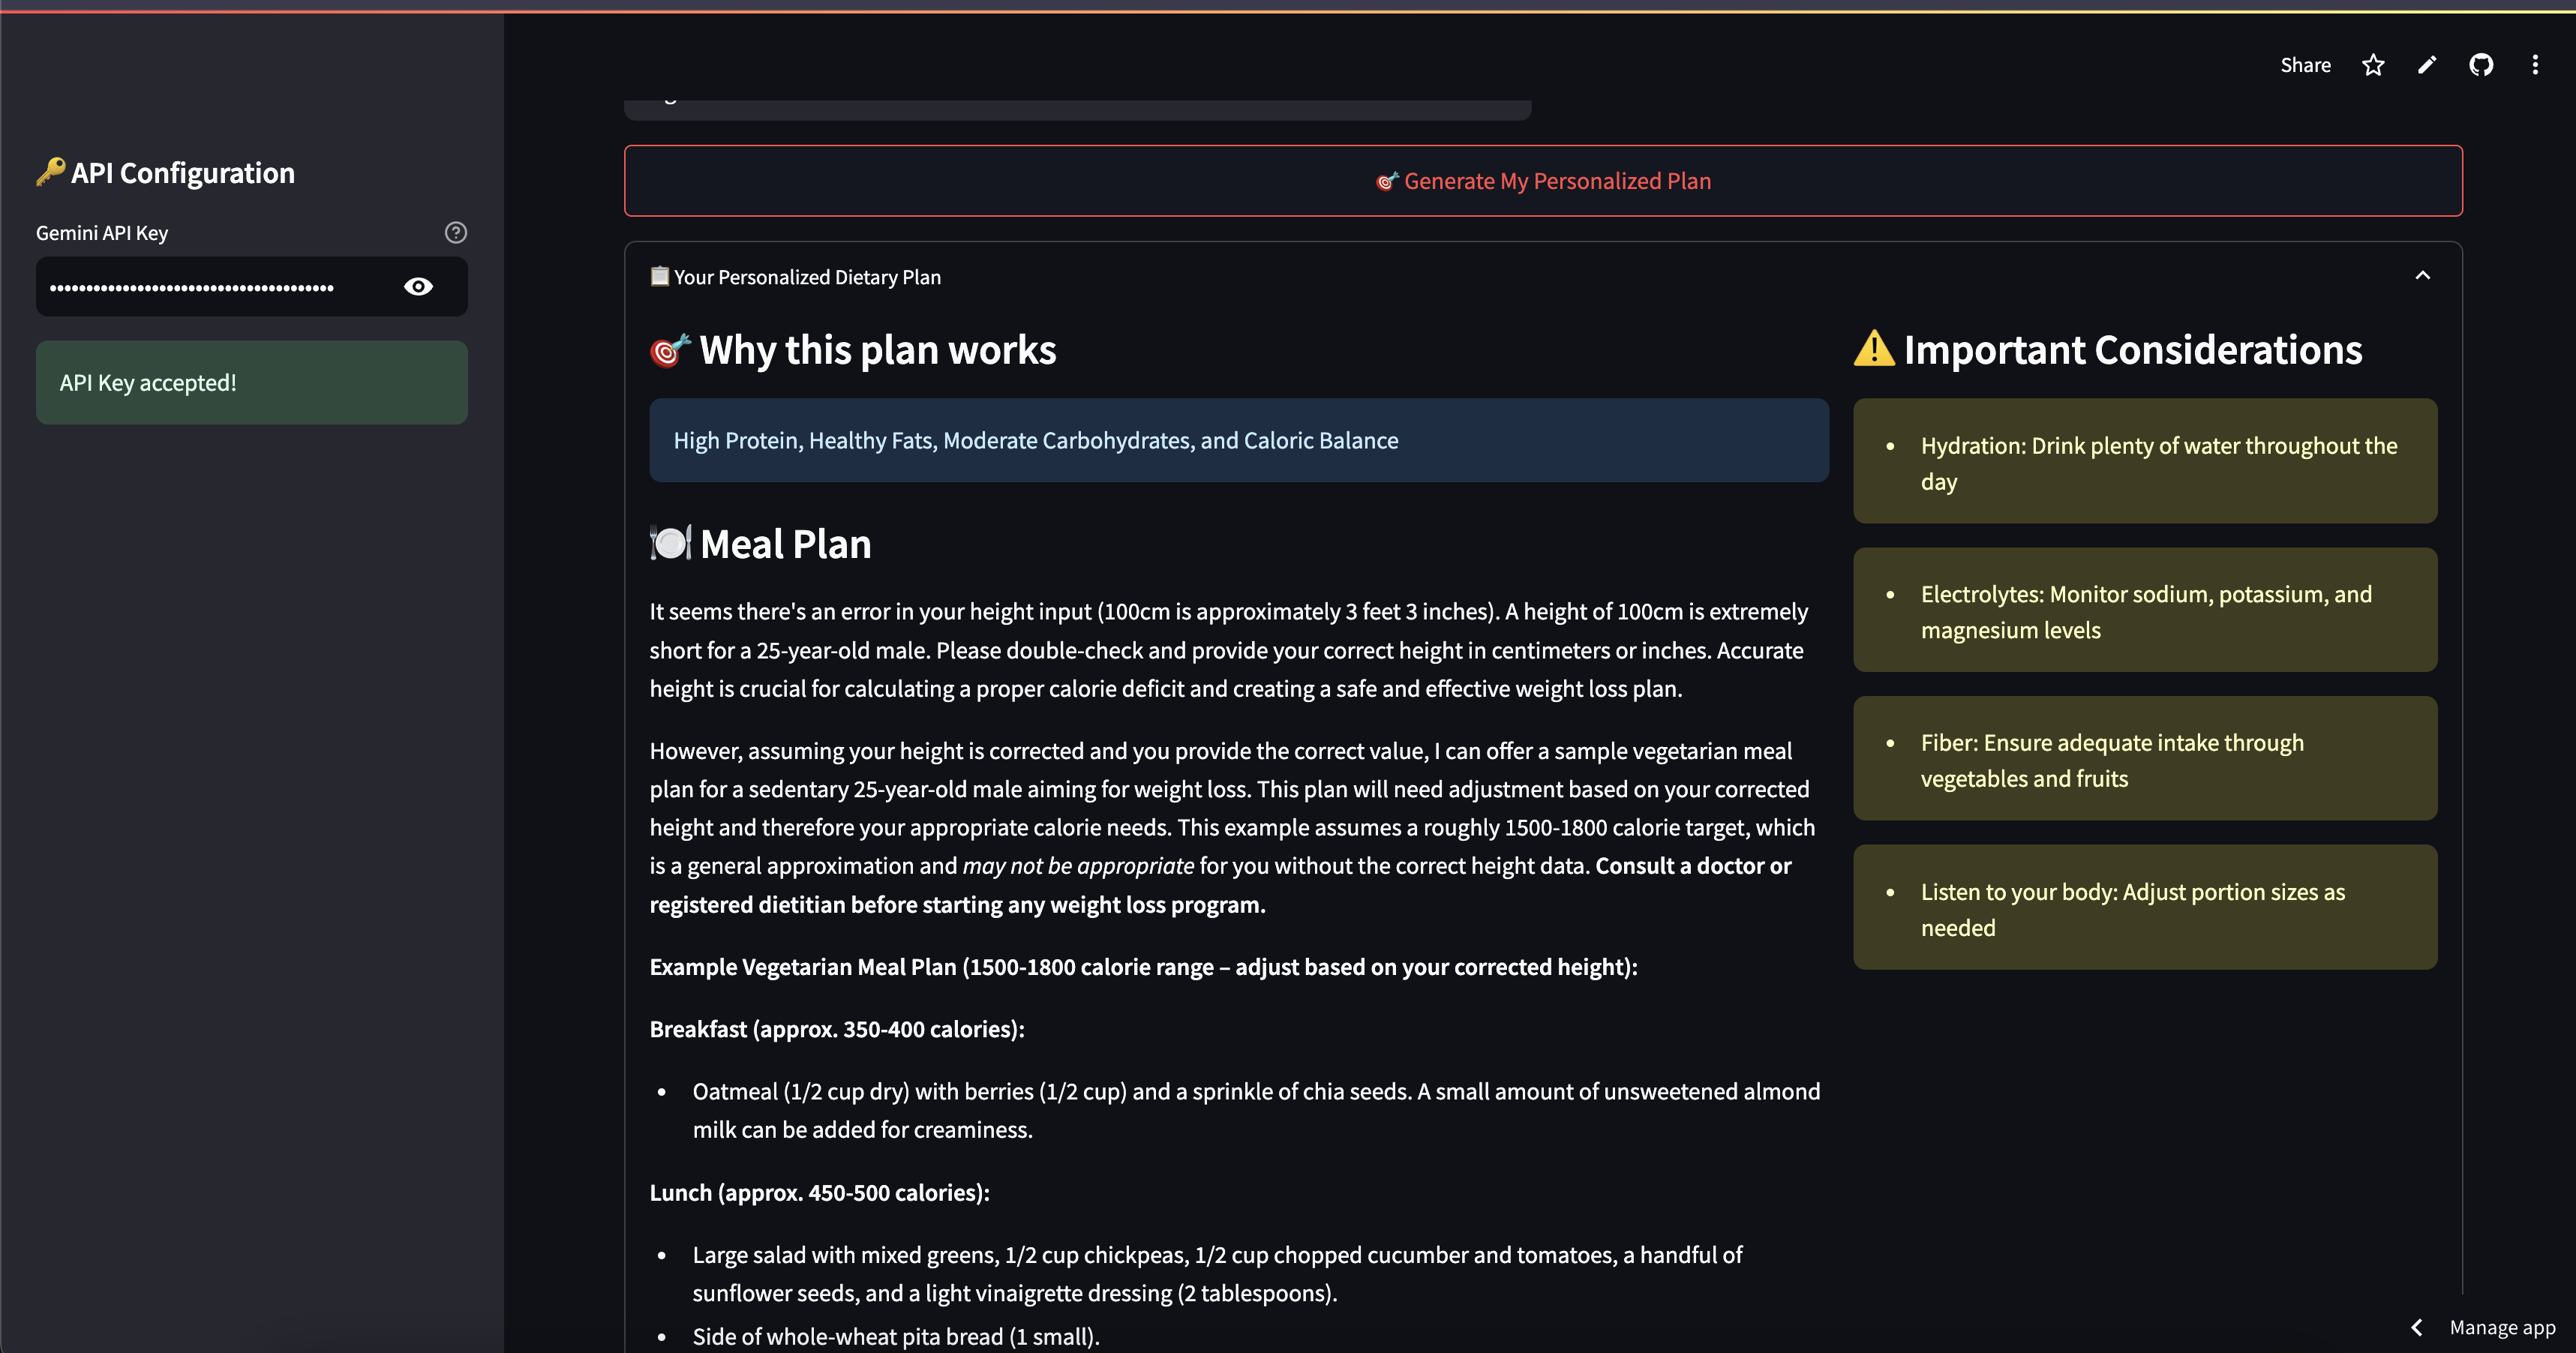 Share
🔑 API Configuration
Gemini API Key
••••••••••••••••••••••••••••••••••••••
API Key accepted!
🎯 Generate My Personalized Plan
📋 Your Personalized Dietary Plan
🎯 Why this plan works
High Protein, Healthy Fats, Moderate Carbohydrates, and Caloric Balance
🍽️ Meal Plan
It seems there's an error in your height input (100cm is approximately 3 feet 3 inches). A height of 100cm is extremely
short for a 25-year-old male. Please double-check and provide your correct height in centimeters or inches. Accurate
height is crucial for calculating a proper calorie deficit and creating a safe and effective weight loss plan.
However, assuming your height is corrected and you provide the correct value, I can offer a sample vegetarian meal
plan for a sedentary 25-year-old male aiming for weight loss. This plan will need adjustment based on your corrected
height and therefore your appropriate calorie needs. This example assumes a roughly 1500-1800 calorie target, which
is a general approximation and may not be appropriate for you without the correct height data. Consult a doctor or
registered dietitian before starting any weight loss program.
Example Vegetarian Meal Plan (1500-1800 calorie range – adjust based on your corrected height):
Breakfast (approx. 350-400 calories):
• Oatmeal (1/2 cup dry) with berries (1/2 cup) and a sprinkle of chia seeds. A small amount of unsweetened almond
milk can be added for creaminess.
Lunch (approx. 450-500 calories):
• Large salad with mixed greens, 1/2 cup chickpeas, 1/2 cup chopped cucumber and tomatoes, a handful of
sunflower seeds, and a light vinaigrette dressing (2 tablespoons).
• Side of whole-wheat pita bread (1 small).
⚠️ Important Considerations
• Hydration: Drink plenty of water throughout the
day
• Electrolytes: Monitor sodium, potassium, and
magnesium levels
• Fiber: Ensure adequate intake through
vegetables and fruits
• Listen to your body: Adjust portion sizes as
needed
Manage app